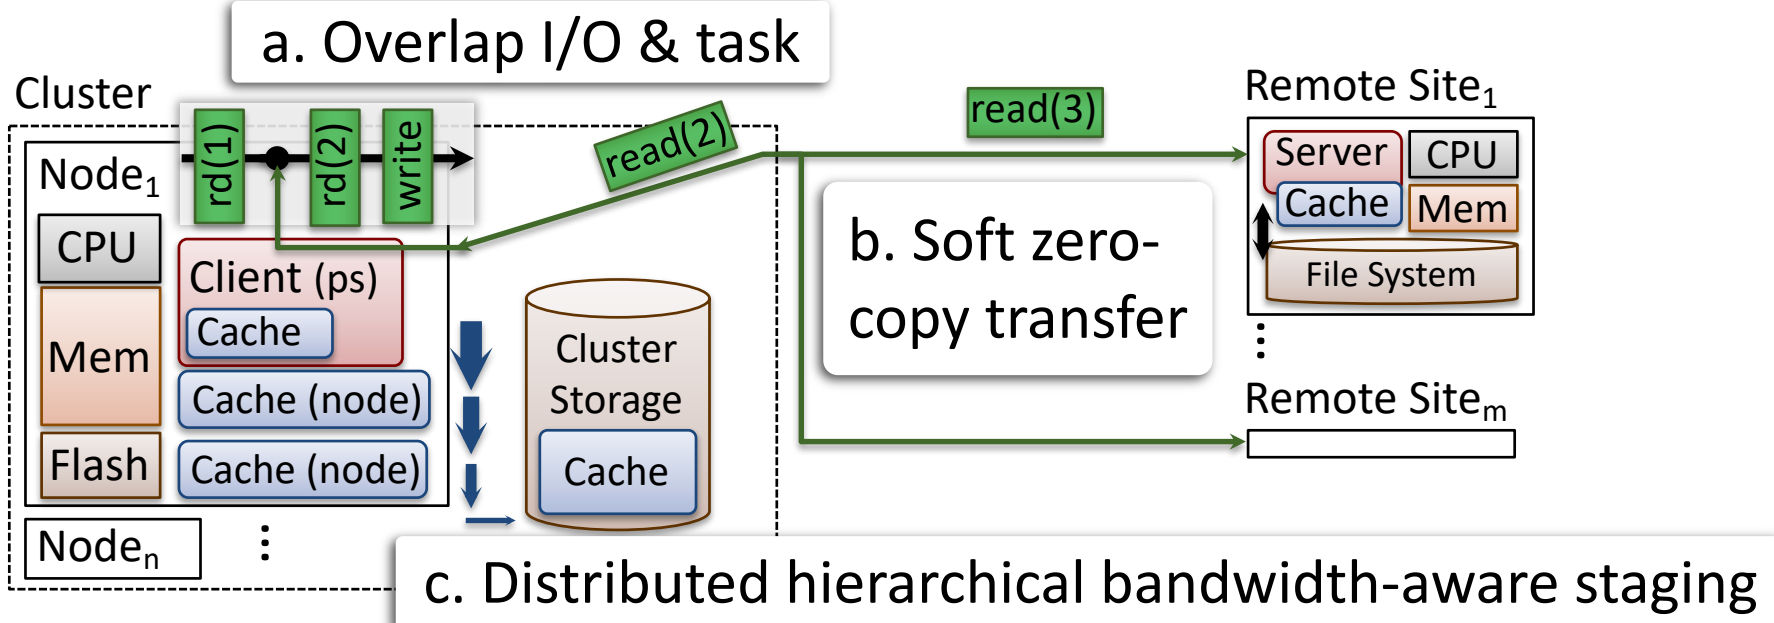 a. Overlap I/O & task
Cluster
rd(1)
rd(2)
write
read(2)
read(3)
Remote Site1
Node1
CPU
Mem
Flash
Client (ps)
Cache
Cache (node)
Cache (node)
Cluster
Storage
Cache
b. Soft zero-
copy transfer
Server
Cache
CPU
Mem
File System
Remote Sitem
Noden
c. Distributed hierarchical bandwidth-aware staging